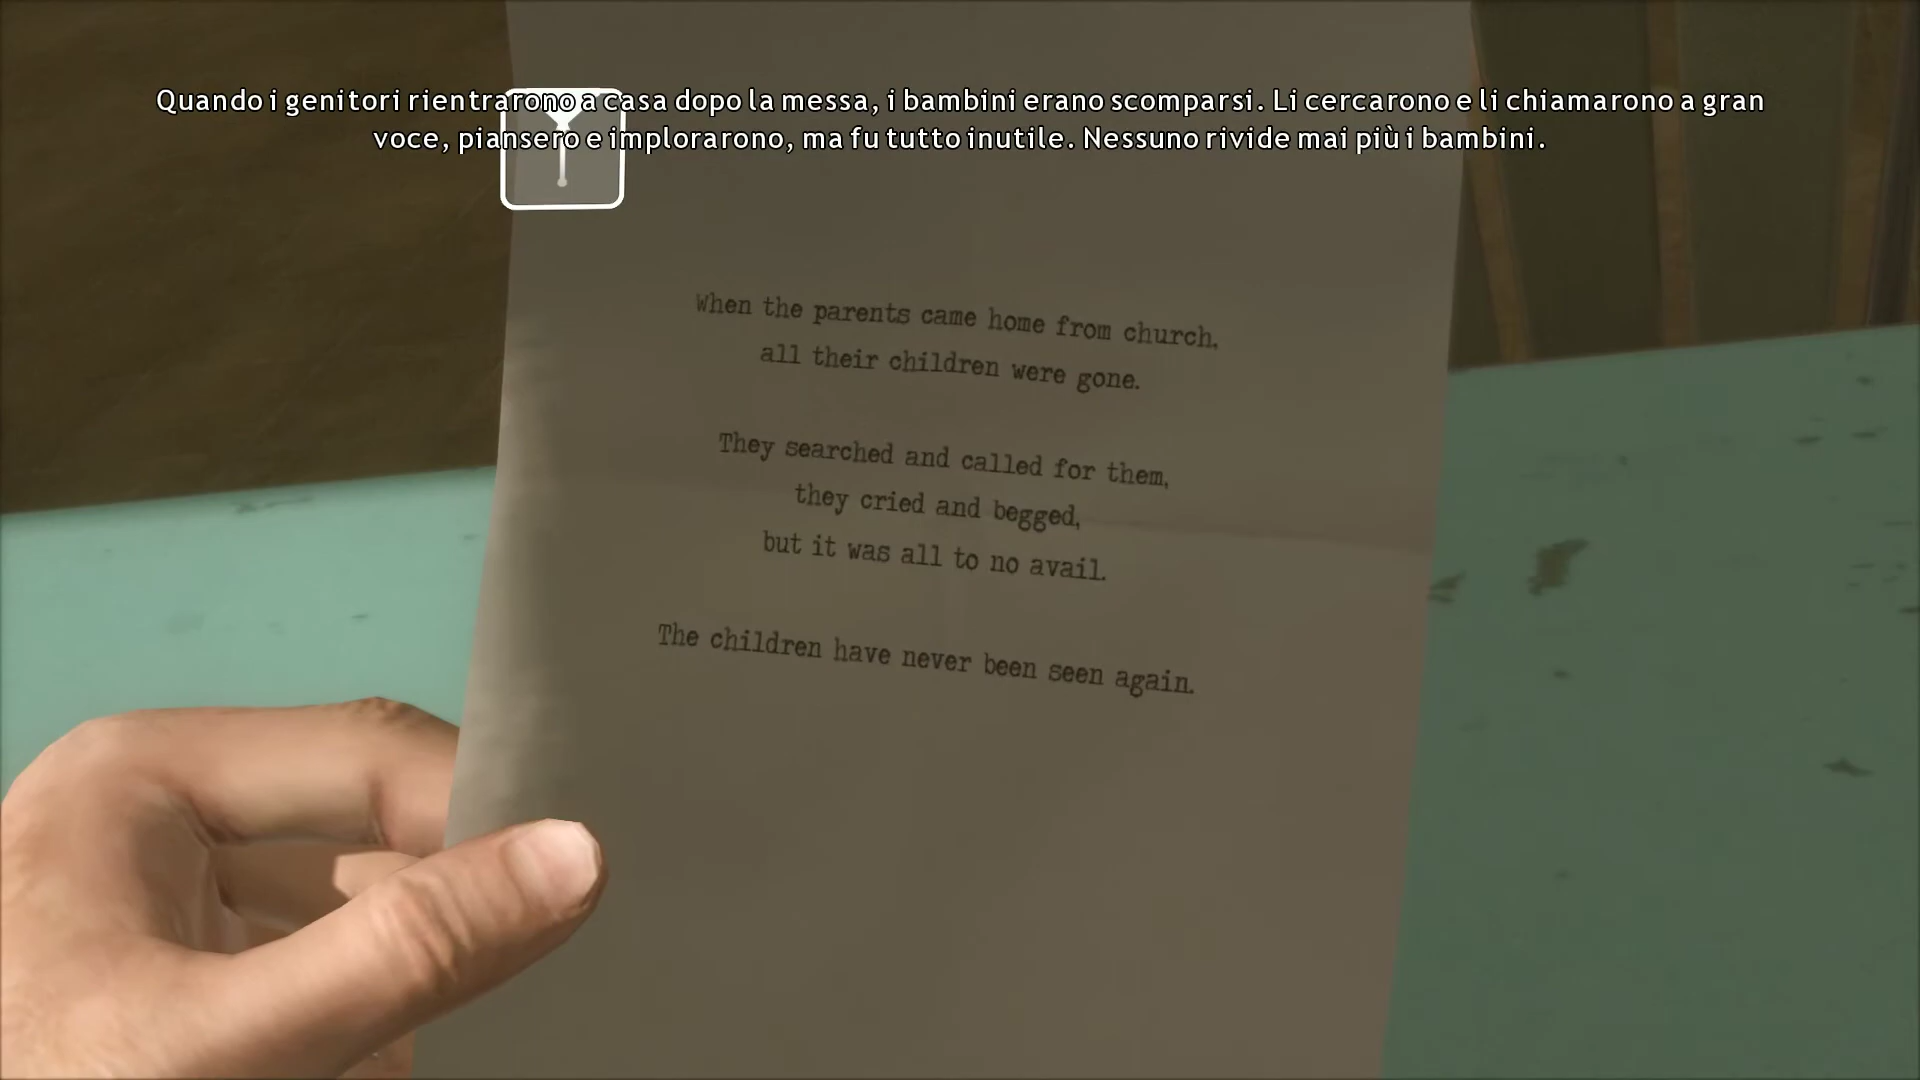 Quando i genitori rientrarono a casa dopo la messa, i bambini erano scomparsi. Li cercarono e li chiamarono a gran
voce, piansero e implorarono, ma fu tutto inutile. Nessuno rivide mai più i bambini.
When the parents came home from church,
all their children were gone.
They searched and called for them,
they cried and begged,
but it was all to no avail.
The children have never been seen again.